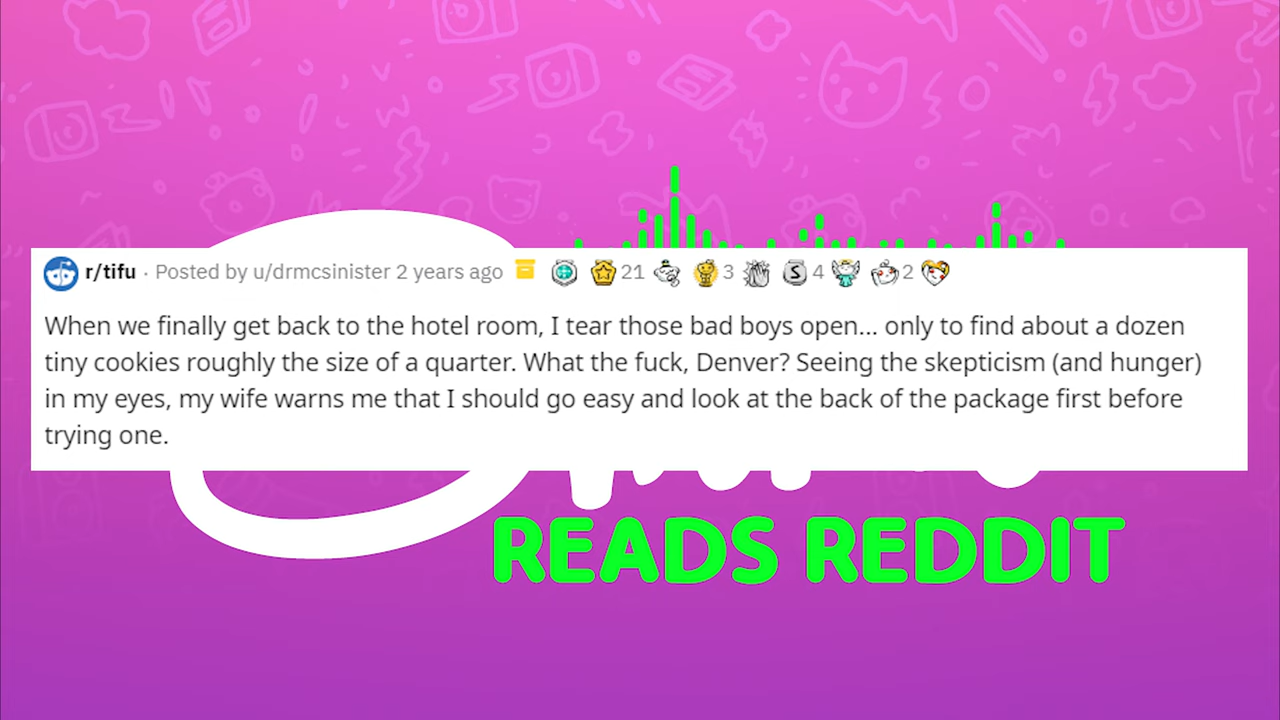 r/tifu · Posted by u/drmcsinister 2 years ago 21 3 S 4 2
When we finally get back to the hotel room, I tear those bad boys open... only to find about a dozen
tiny cookies roughly the size of a quarter. What the fuck, Denver? Seeing the skepticism (and hunger)
in my eyes, my wife warns me that I should go easy and look at the back of the package first before
trying one.
READS REDDIT